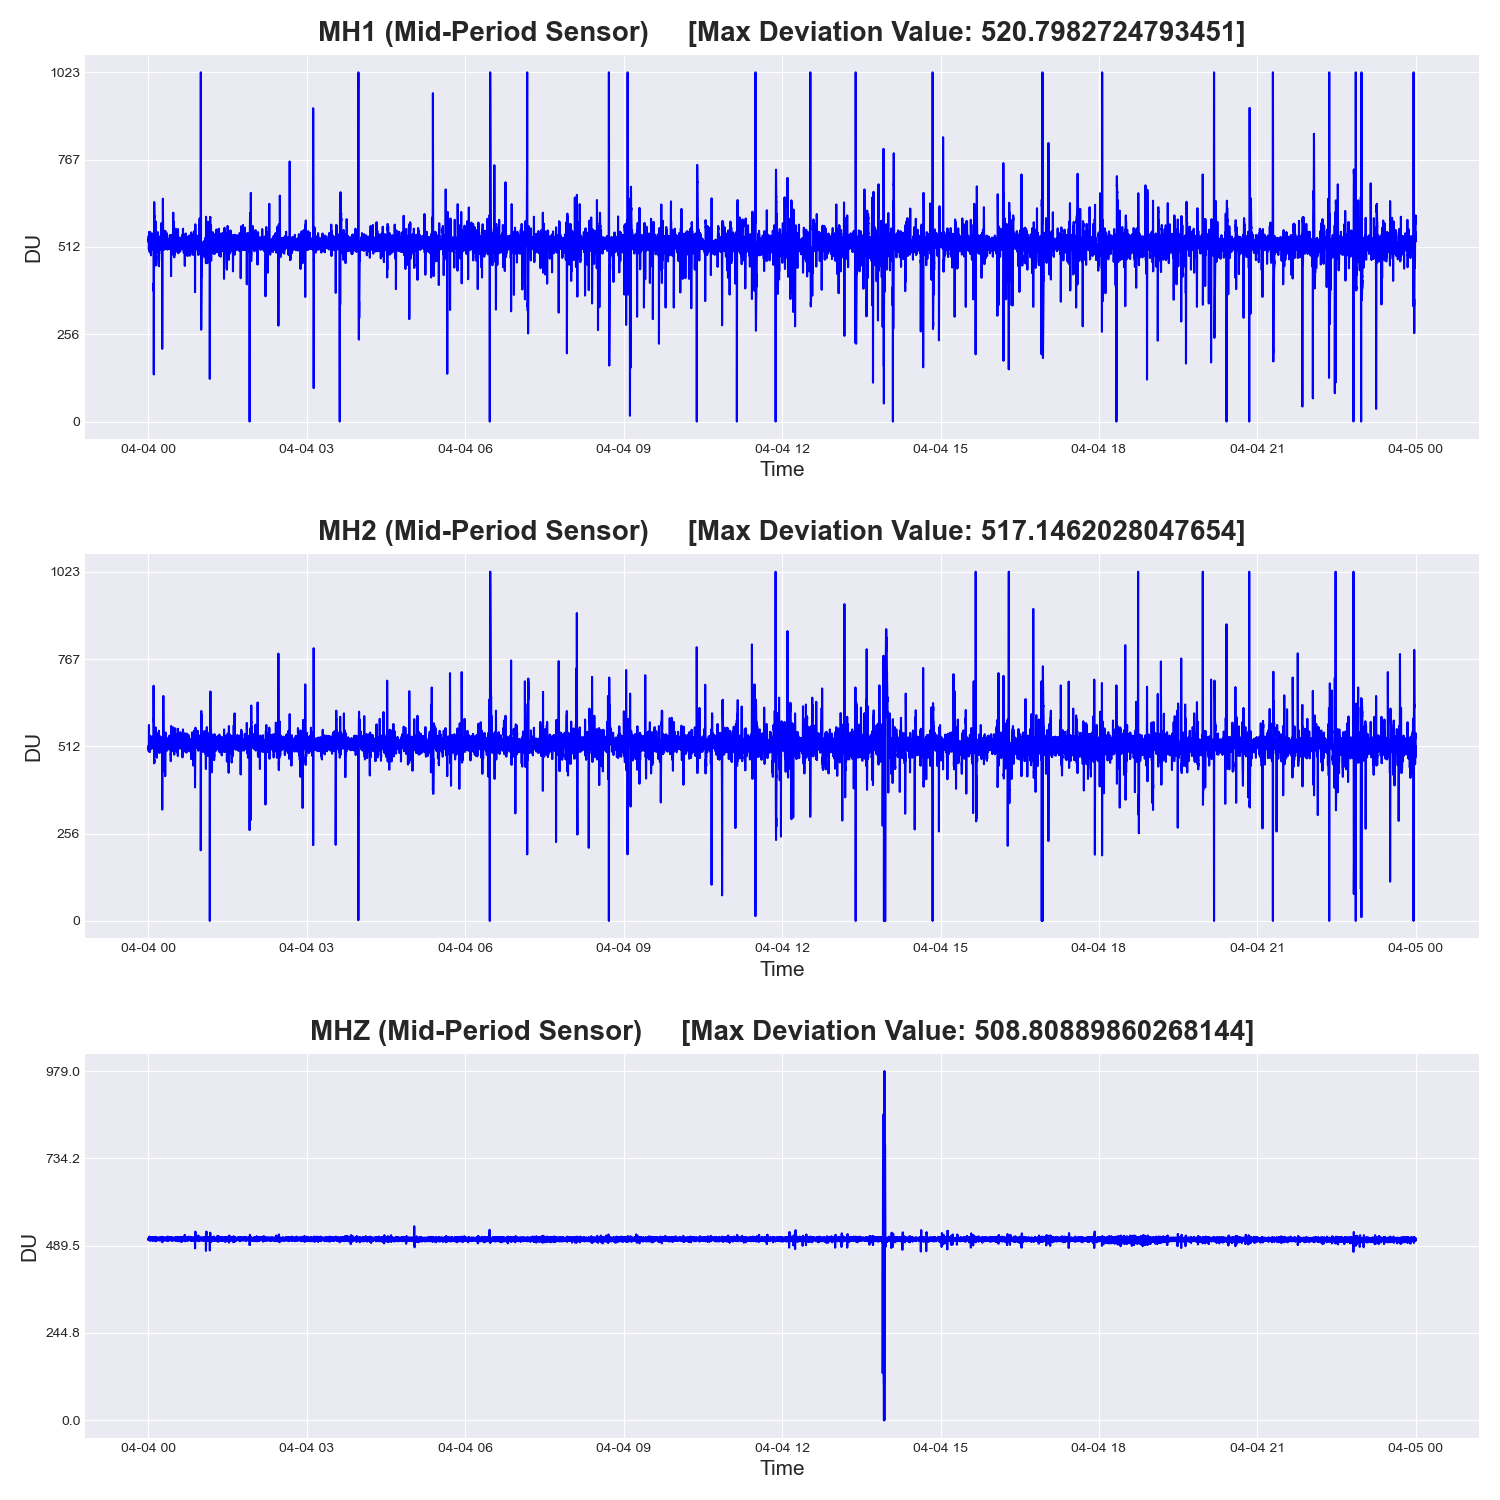 MH1 (Mid-Period Sensor) [Max Deviation Value: 520.7982724793451]
1023
767
512
256
0
DU
04-04 00 04-04 03 04-04 06 04-04 09 04-04 12 04-04 15 04-04 18 04-04 21 04-05 00
Time
MH2 (Mid-Period Sensor) [Max Deviation Value: 517.1462028047654]
1023
767
512
256
0
DU
04-04 00 04-04 03 04-04 06 04-04 09 04-04 12 04-04 15 04-04 18 04-04 21 04-05 00
Time
MHZ (Mid-Period Sensor) [Max Deviation Value: 508.80889860268144]
979.0
734.2
489.5
244.8
0.0
DU
04-04 00 04-04 03 04-04 06 04-04 09 04-04 12 04-04 15 04-04 18 04-04 21 04-05 00
Time